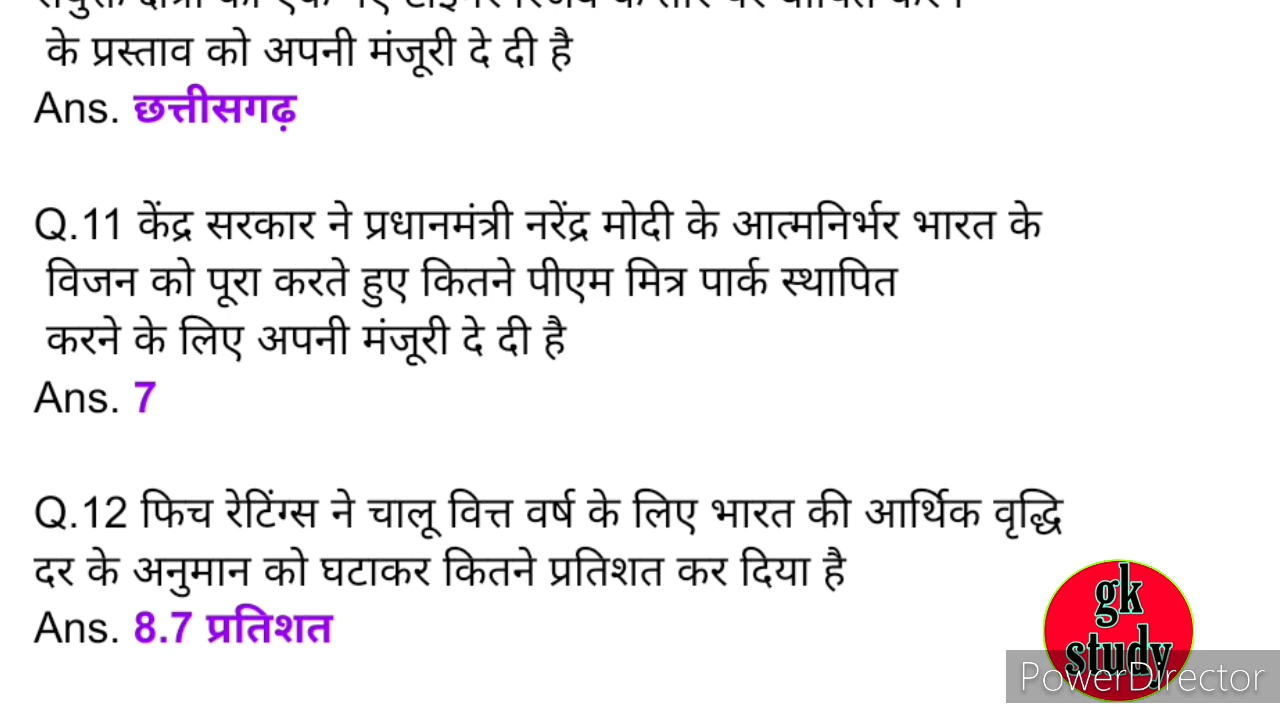 के प्रस्ताव को अपनी मंजूरी दे दी है
Ans. छत्तीसगढ़
Q.11 केंद्र सरकार ने प्रधानमंत्री नरेंद्र मोदी के आत्मनिर्भर भारत के
विजन को पूरा करते हुए कितने पीएम मित्र पार्क स्थापित
करने के लिए अपनी मंजूरी दे दी है
Ans. 7
Q.12 फिच रेटिंग्स ने चालू वित्त वर्ष के लिए भारत की आर्थिक वृद्धि
दर के अनुमान को घटाकर कितने प्रतिशत कर दिया है
Ans. 8.7 प्रतिशत
gk
study
PowerDirector